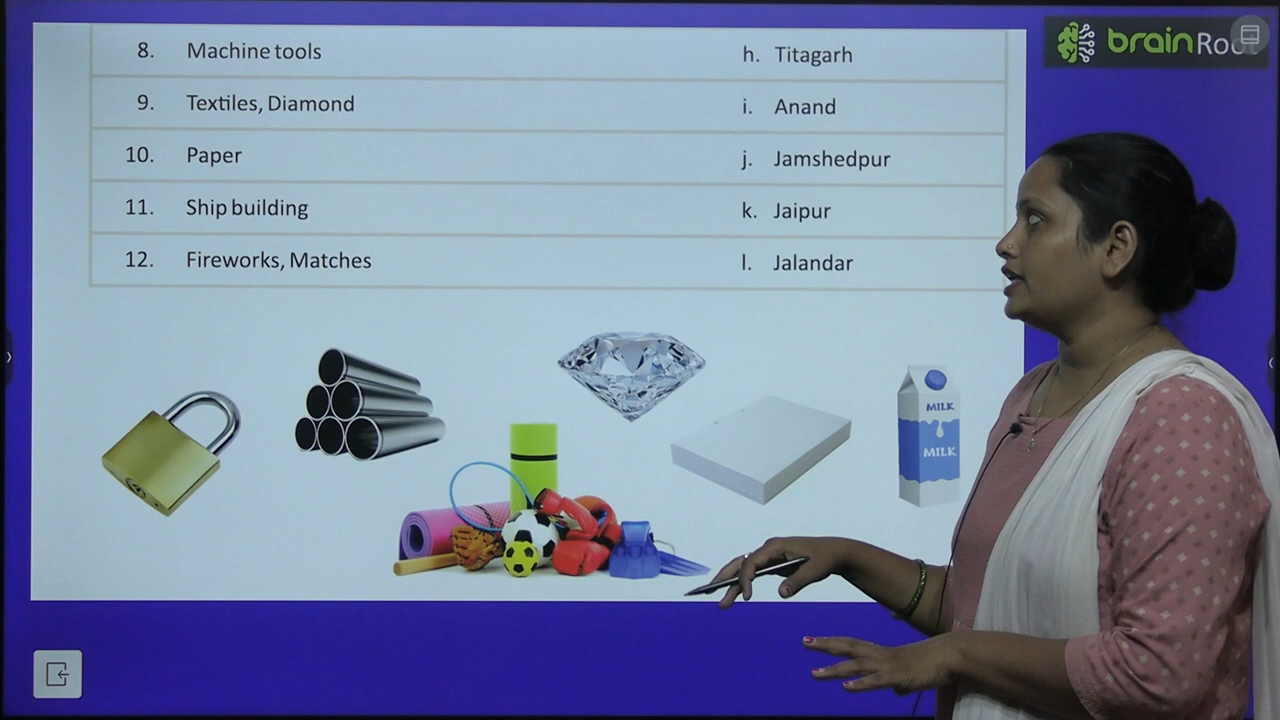 brainRoot
8. Machine tools h. Titagarh
9. Textiles, Diamond i. Anand
10. Paper j. Jamshedpur
11. Ship building k. Jaipur
12. Fireworks, Matches l. Jalandar
MILK
MILK